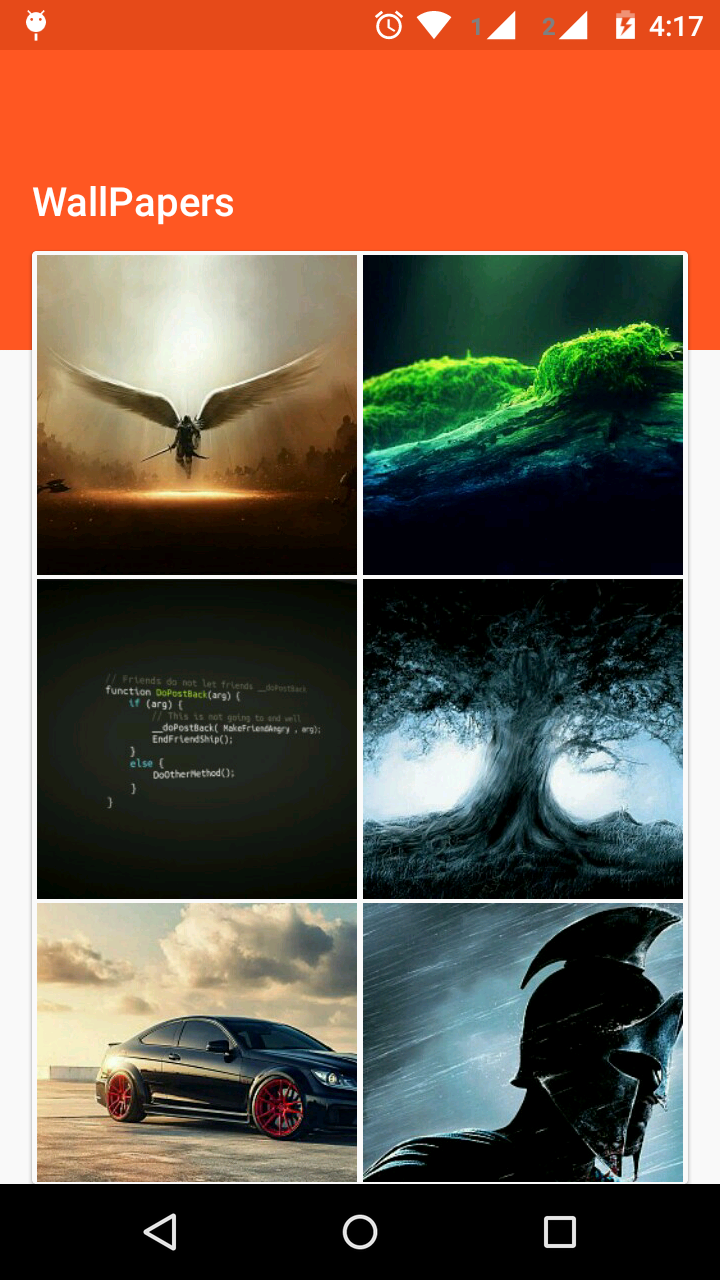 1 2 4:17
WallPapers
// Friends do not let friends __doPostBack
function DoPostBack(arg) {
if (arg) {
// This is not going to end well
__doPostBack( MakeFriendAngry , arg);
EndFriendShip();
}
else {
DoOtherMethod();
}
}